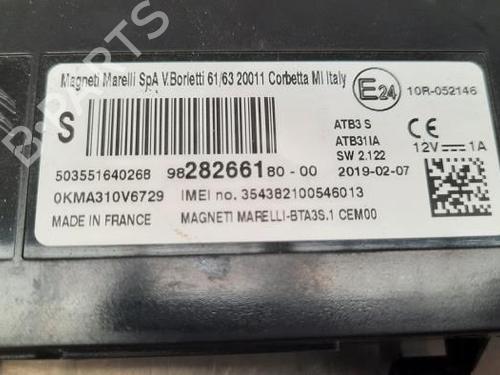 Magneti Marelli SpA V.Borletti 61/63 20011 Corbetta MI Italy
E24
10R-052146
S
ATB3 S
ATB311A
SW 2.122
CE
12V 1A
2019-02-07
503551640268
9828266180-00
0KMA310V6729
IMEI no. 354382100546013
MADE IN FRANCE
MAGNETI MARELLI-BTA3S.1 CEM00
B-PARTS